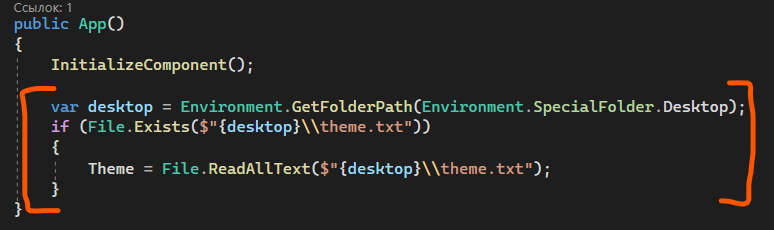 Ссылок: 1
public App()
{
InitializeComponent();
var desktop = Environment.GetFolderPath(Environment.SpecialFolder.Desktop);
if (File.Exists($"{desktop}\\theme.txt"))
{
Theme = File.ReadAllText($"{desktop}\\theme.txt");
}
}